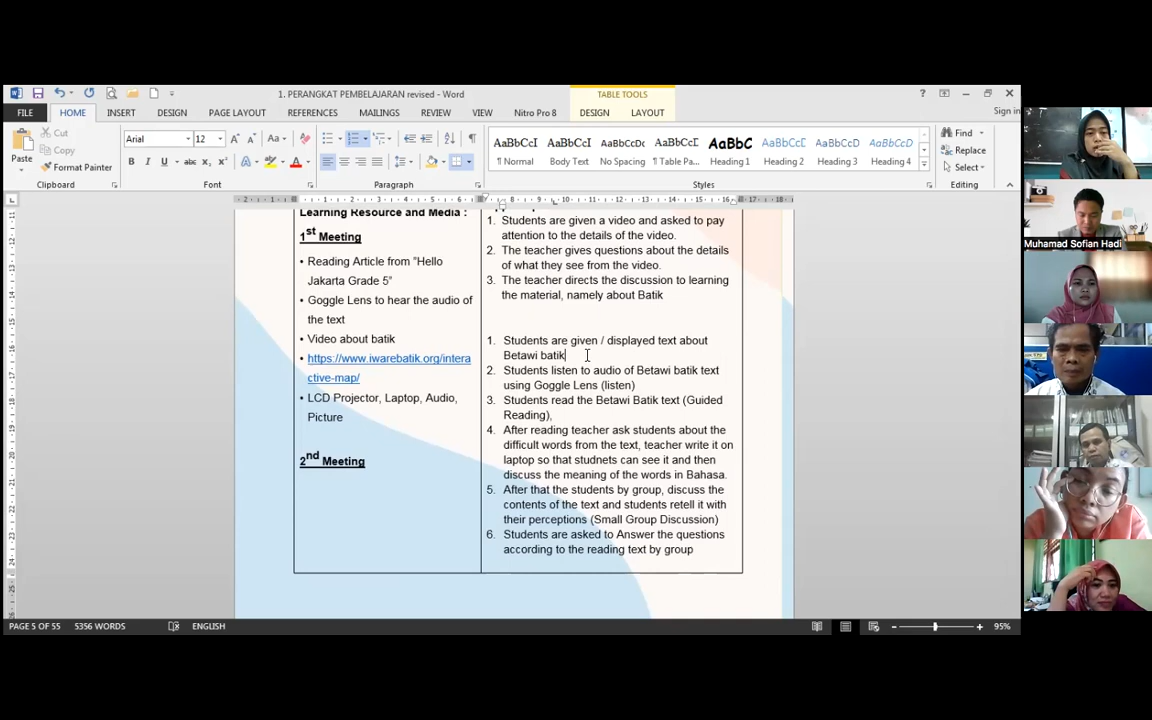 1. PERANGKAT PEMBELAJARAN revised - Word
TABLE TOOLS
Sign in
FILE HOME INSERT DESIGN PAGE LAYOUT REFERENCES MAILINGS REVIEW VIEW Nitro Pro 8 DESIGN LAYOUT
Paste
Cut
Copy
Format Painter
Clipboard
Arial 12
Font
Paragraph
AaBbCcI AaBbCcI AaBbCcDc AaBbCcDc AaBbC AaBbCcD AaBbCcD AaBbCcD
¶ Normal Body Text No Spacing ¶ Table Pa... Heading 1 Heading 2 Heading 3 Heading 4
Styles
Find
Replace
Select
Editing
Learning Resource and Media :
1st Meeting
• Reading Article from "Hello
Jakarta Grade 5"
• Goggle Lens to hear the audio of
the text
• Video about batik
• https://www.iwarebatik.org/intera
ctive-map/
• LCD Projector, Laptop, Audio,
Picture
2nd Meeting
1. Students are given a video and asked to pay
attention to the details of the video.
2. The teacher gives questions about the details
of what they see from the video.
3. The teacher directs the discussion to learning
the material, namely about Batik
1. Students are given / displayed text about
Betawi batik
2. Students listen to audio of Betawi batik text
using Goggle Lens (listen)
3. Students read the Betawi Batik text (Guided
Reading),
4. After reading teacher ask students about the
difficult words from the text, teacher write it on
laptop so that studnets can see it and then
discuss the meaning of the words in Bahasa.
5. After that the students by group, discuss the
contents of the text and students retell it with
their perceptions (Small Group Discussion)
6. Students are asked to Answer the questions
according to the reading text by group
PAGE 5 OF 55 5356 WORDS ENGLISH 95%
Muhamad Sofian Hadi